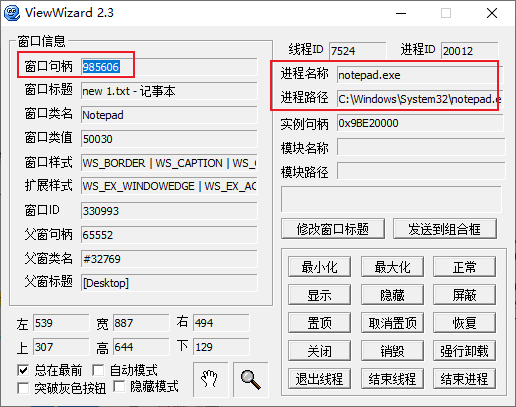 ViewWizard 2.3
窗口信息
窗口句柄 985606
窗口标题 new 1.txt - 记事本
窗口类名 Notepad
窗口类值 50030
窗口样式 WS_BORDER | WS_CAPTION | WS_
扩展样式 WS_EX_WINDOWEDGE | WS_EX_AC
窗口ID 330993
父窗句柄 65552
父窗类名 #32769
父窗标题 [Desktop]
线程ID 7524 进程ID 20012
进程名称 notepad.exe
进程路径 C:\Windows\System32\notepad.e
实例句柄 0x9BE20000
模块名称
模块路径
修改窗口标题 发送到组合框
左 539 宽 887 右 494
上 307 高 644 下 129
总在最前 自动模式
突破灰色按钮 隐藏模式
最小化 最大化 正常
显示 隐藏 屏蔽
置顶 取消置顶 恢复
关闭 销毁 强行卸载
退出线程 结束线程 结束进程